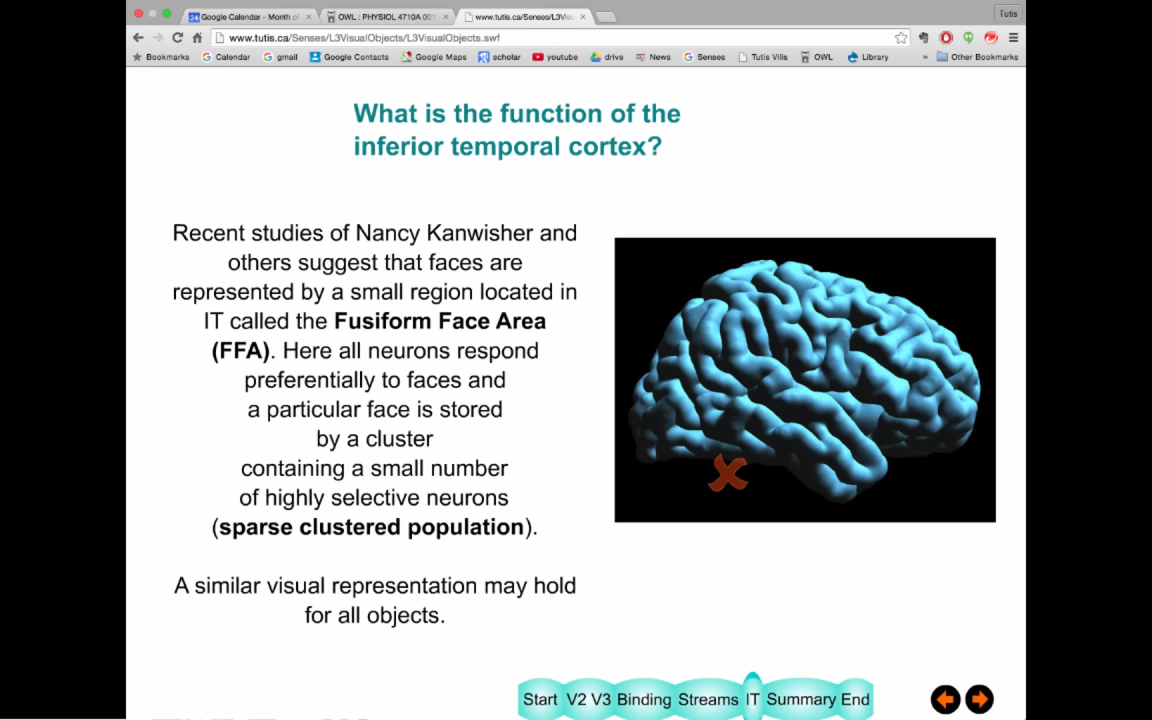 Google Calendar - Month of
OWL : PHYSIOL 4710A 001
www.tutis.ca/Senses/L3Visu
Tutis
www.tutis.ca/Senses/L3VisualObjects/L3VisualObjects.swf
Bookmarks Calendar gmail Google Contacts Google Maps scholar youtube drive News Senses Tutis Vilis OWL Library » Other Bookmarks
What is the function of the
inferior temporal cortex?
Recent studies of Nancy Kanwisher and
others suggest that faces are
represented by a small region located in
IT called the Fusiform Face Area
(FFA). Here all neurons respond
preferentially to faces and
a particular face is stored
by a cluster
containing a small number
of highly selective neurons
(sparse clustered population).
A similar visual representation may hold
for all objects.
Start V2 V3 Binding Streams IT Summary End